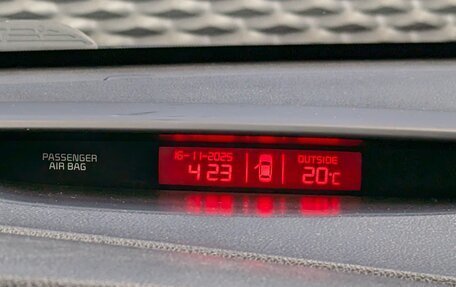 PASSENGER
AIR BAG
16-11-2025
4:23
OUTSIDE
20°C